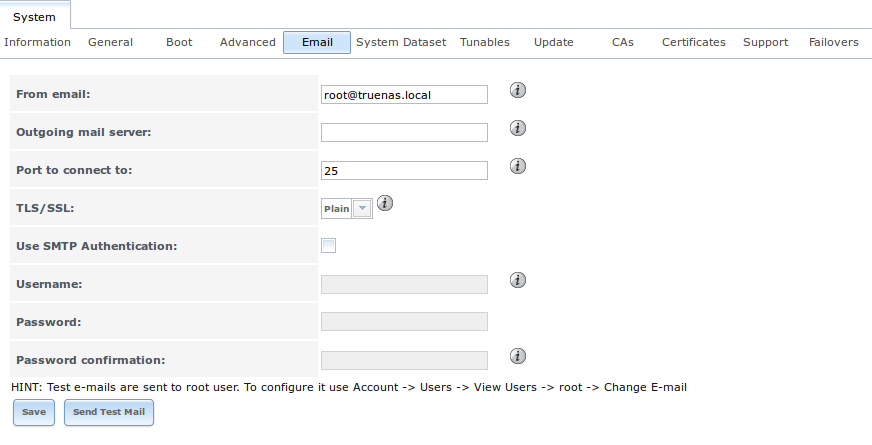 System
Information General Boot Advanced Email System Dataset Tunables Update CAs Certificates Support Failovers
From email: root@truenas.local
Outgoing mail server:
Port to connect to: 25
TLS/SSL: Plain
Use SMTP Authentication:
Username:
Password:
Password confirmation:
HINT: Test e-mails are sent to root user. To configure it use Account -> Users -> View Users -> root -> Change E-mail
Save Send Test Mail